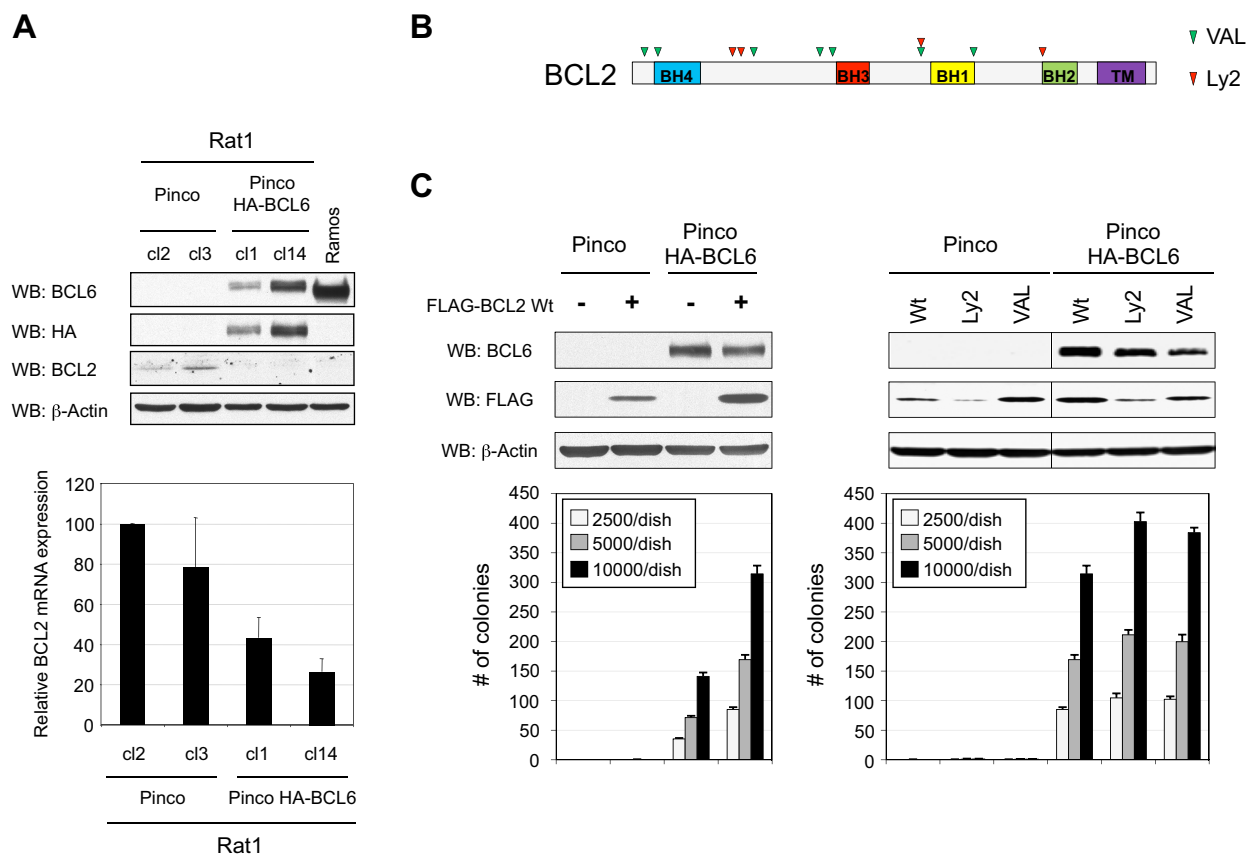 A
Rat1
Pinco
Pinco
HA-BCL6
Ramos
cl2 cl3 cl1 cl14
WB: BCL6
WB: HA
WB: BCL2
WB: β-Actin
Relative BCL2 mRNA expression
120
100
80
60
40
20
0
cl2 cl3 cl1 cl14
Pinco Pinco HA-BCL6
Rat1
B
BCL2
BH4 BH3 BH1 BH2 TM
VAL
Ly2
C
Pinco
Pinco
HA-BCL6
FLAG-BCL2 Wt - + - +
WB: BCL6
WB: FLAG
WB: β-Actin
# of colonies
450
400
350
300
250
200
150
100
50
0
2500/dish
5000/dish
10000/dish
Pinco
Pinco
HA-BCL6
Wt Ly2 VAL Wt Ly2 VAL
# of colonies
450
400
350
300
250
200
150
100
50
0
2500/dish
5000/dish
10000/dish